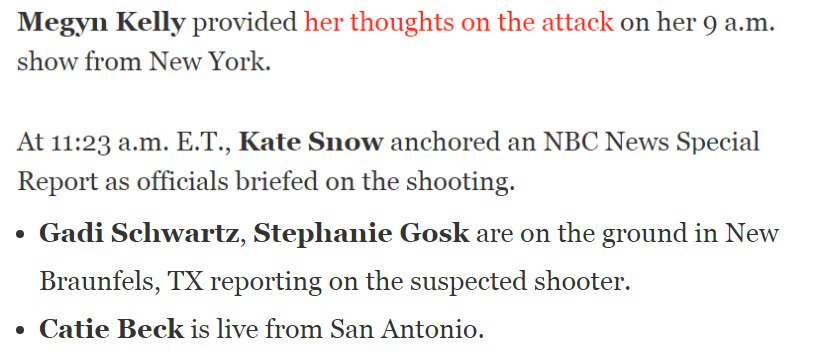 Megyn Kelly provided her thoughts on the attack on her 9 a.m.
show from New York.
At 11:23 a.m. E.T., Kate Snow anchored an NBC News Special
Report as officials briefed on the shooting.
• Gadi Schwartz, Stephanie Gosk are on the ground in New
Braunfels, TX reporting on the suspected shooter.
• Catie Beck is live from San Antonio.